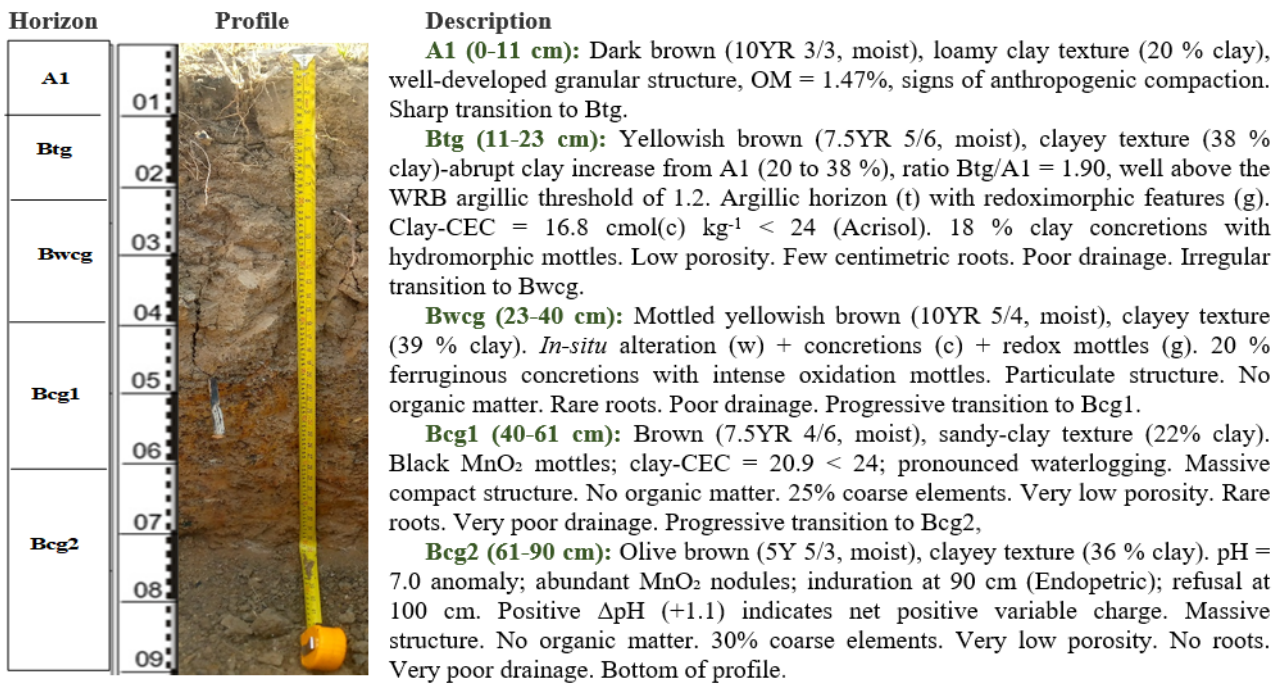 Horizon Profile Description
A1
Btg
Bwcg
Bcg1
Bcg2
01
02
03
04
05
06
07
08
09
A1 (0-11 cm): Dark brown (10YR 3/3, moist), loamy clay texture (20 % clay),
well-developed granular structure, OM = 1.47%, signs of anthropogenic compaction.
Sharp transition to Btg.
Btg (11-23 cm): Yellowish brown (7.5YR 5/6, moist), clayey texture (38 %
clay)-abrupt clay increase from A1 (20 to 38 %), ratio Btg/A1 = 1.90, well above the
WRB argillic threshold of 1.2. Argillic horizon (t) with redoximorphic features (g).
Clay-CEC = 16.8 cmol(c) kg⁻¹ < 24 (Acrisol). 18 % clay concretions with
hydromorphic mottles. Low porosity. Few centimetric roots. Poor drainage. Irregular
transition to Bwcg.
Bwcg (23-40 cm): Mottled yellowish brown (10YR 5/4, moist), clayey texture
(39 % clay). In-situ alteration (w) + concretions (c) + redox mottles (g). 20 %
ferruginous concretions with intense oxidation mottles. Particulate structure. No
organic matter. Rare roots. Poor drainage. Progressive transition to Bcg1.
Bcg1 (40-61 cm): Brown (7.5YR 4/6, moist), sandy-clay texture (22% clay).
Black MnO₂ mottles; clay-CEC = 20.9 < 24; pronounced waterlogging. Massive
compact structure. No organic matter. 25% coarse elements. Very low porosity. Rare
roots. Very poor drainage. Progressive transition to Bcg2,
Bcg2 (61-90 cm): Olive brown (5Y 5/3, moist), clayey texture (36 % clay). pH =
7.0 anomaly; abundant MnO₂ nodules; induration at 90 cm (Endopetric); refusal at
100 cm. Positive ΔpH (+1.1) indicates net positive variable charge. Massive
structure. No organic matter. 30% coarse elements. Very low porosity. No roots.
Very poor drainage. Bottom of profile.